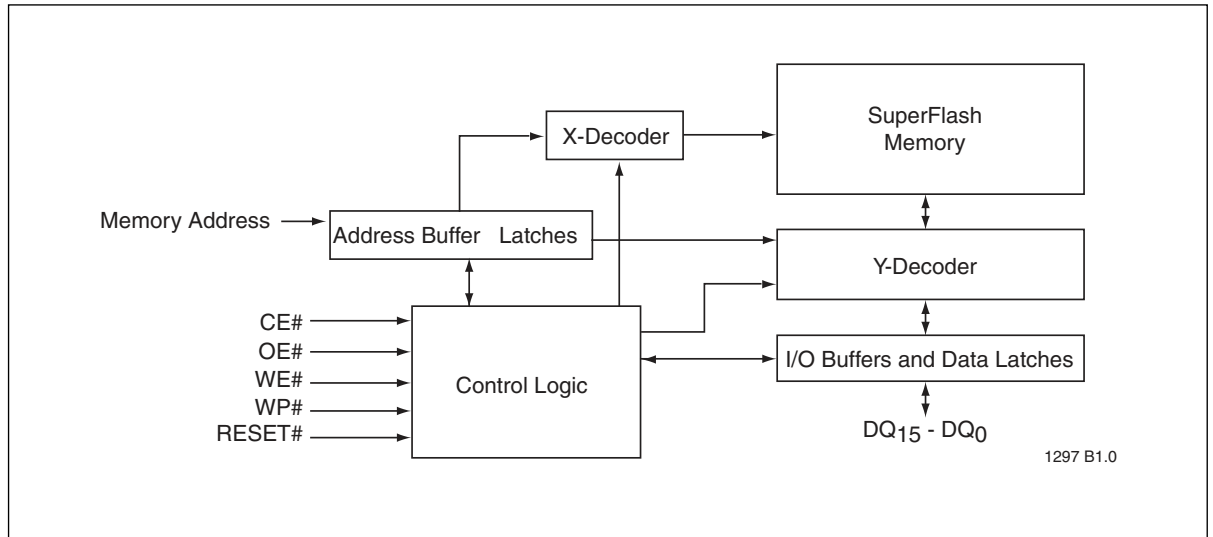 SuperFlash
Memory
X-Decoder
Memory Address
Address Buffer Latches
Y-Decoder
CE#
OE#
WE#
WP#
RESET#
Control Logic
I/O Buffers and Data Latches
DQ15 - DQ0
1297 B1.0